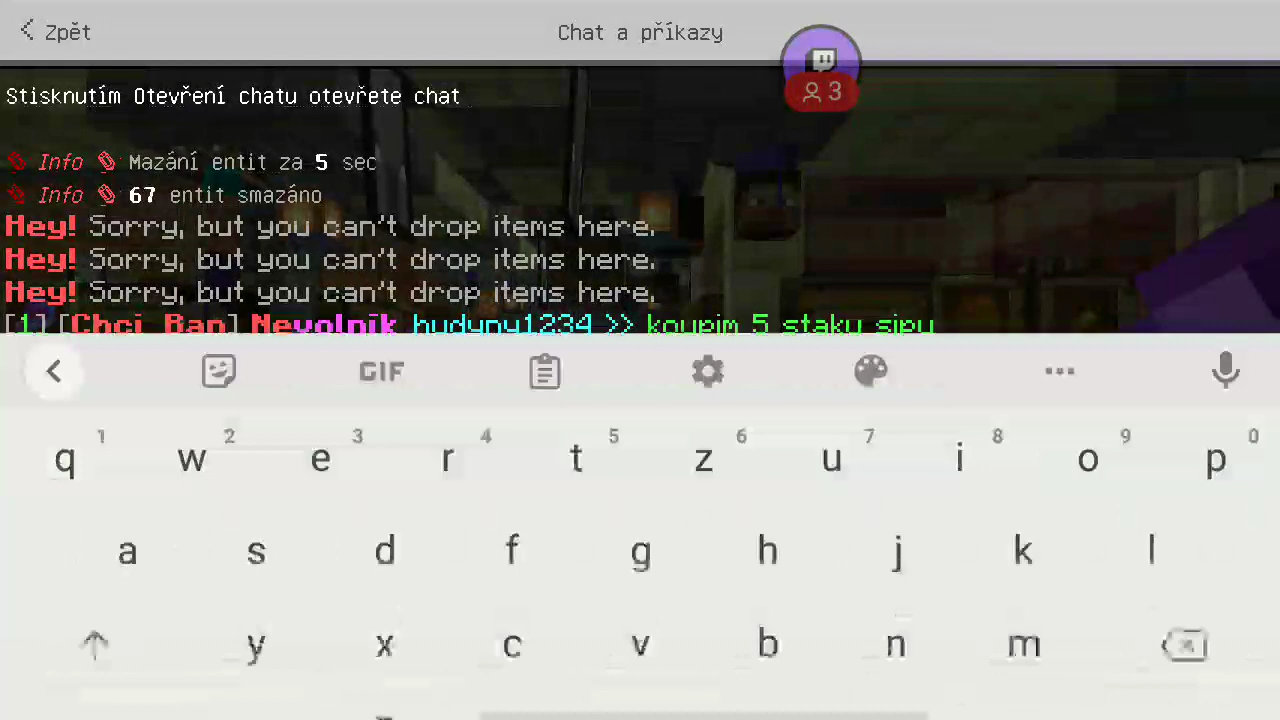 Zpět
Chat a příkazy
3
Stisknutím Otevření chatu otevřete chat
Info Mazání entit za 5 sec
Info 67 entit smazáno
Hey! Sorry, but you can't drop items here.
Hey! Sorry, but you can't drop items here.
Hey! Sorry, but you can't drop items here.
[1] [Chci Ban] Nevolnik hudyny1234 >> koupim 5 staku sipu
GIF
1 2 3 4 5 6 7 8 9 0
q w e r t z u i o p
a s d f g h j k l
y x c v b n m